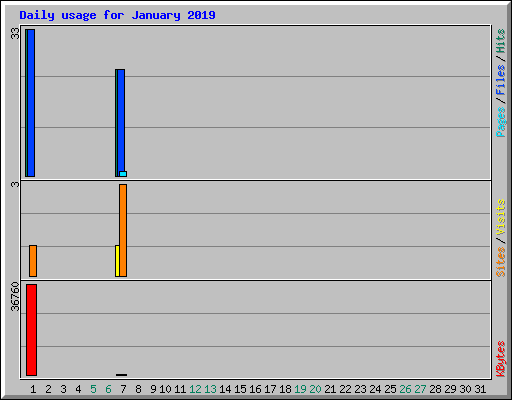 Daily usage for January 2019
33
Pages/Files/Hits
3
Sites/Visits
36760
KBytes
1 2 3 4 5 6 7 8 9 10 11 12 13 14 15 16 17 18 19 20 21 22 23 24 25 26 27 28 29 30 31